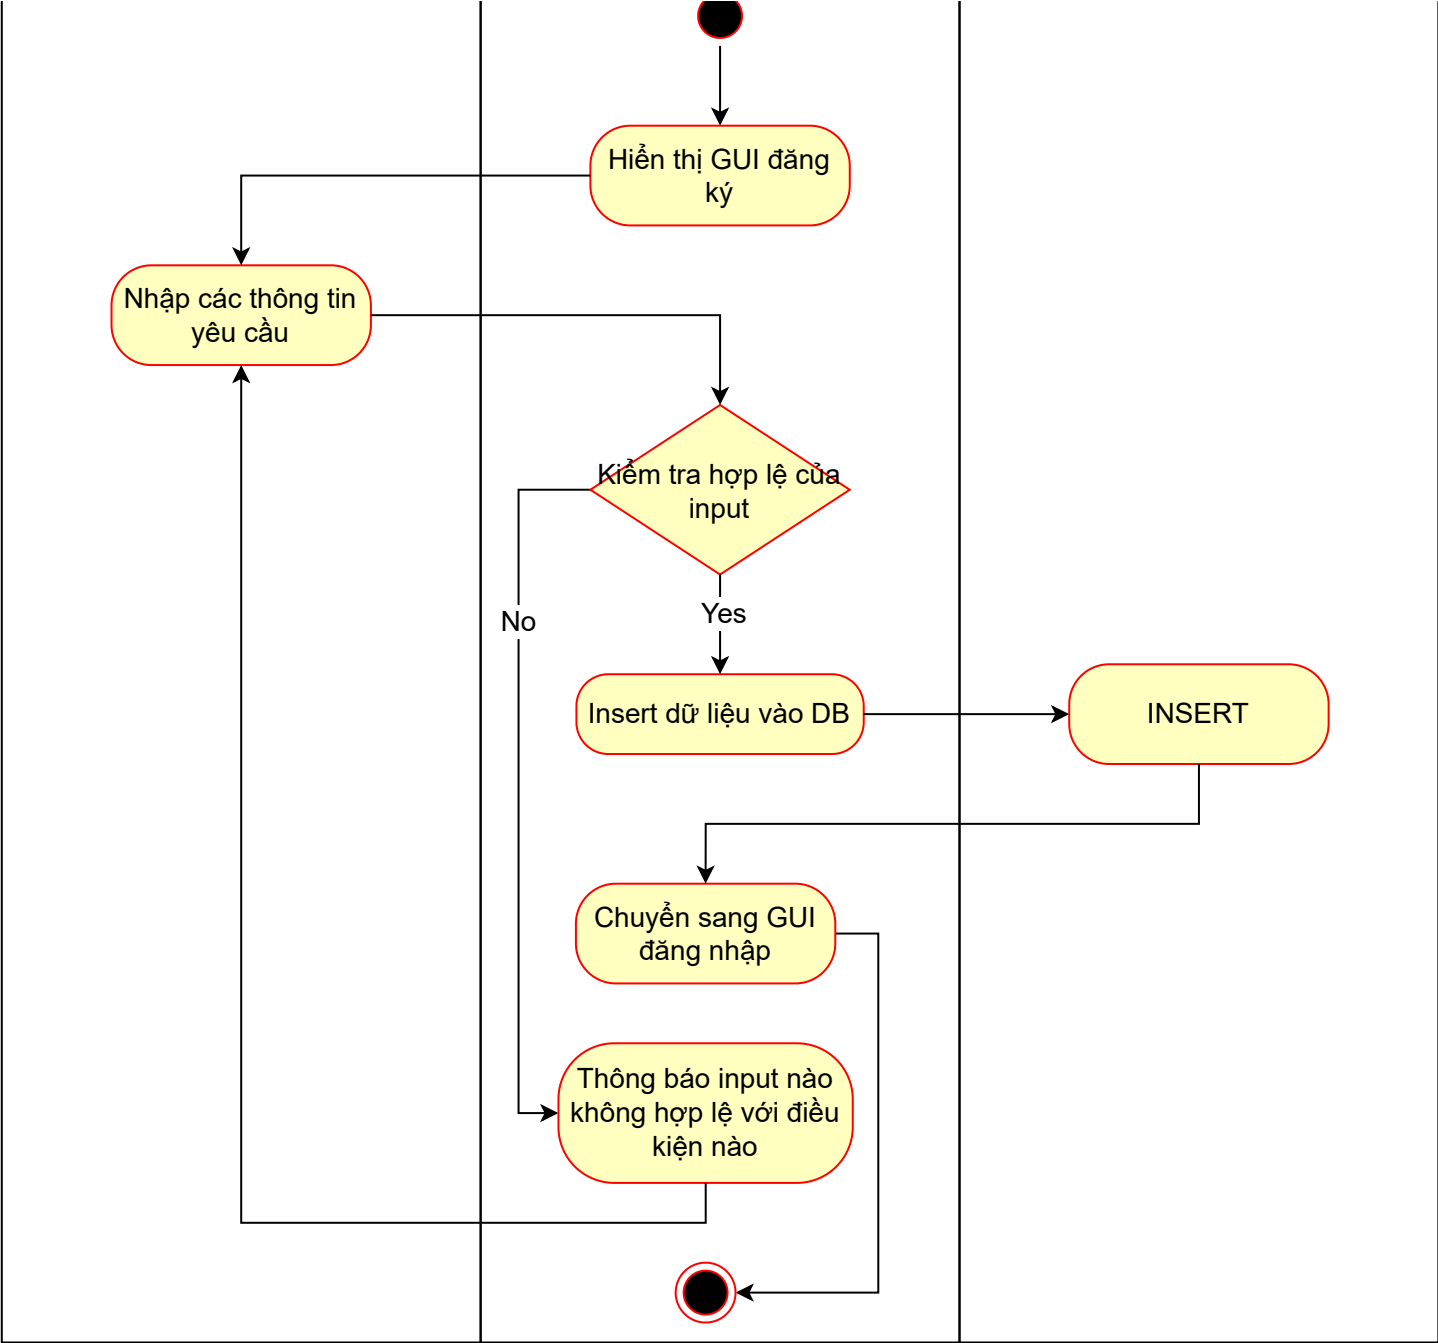 Hiển thị GUI đăng
ký
Nhập các thông tin
yêu cầu
Kiểm tra hợp lệ của
input
No
Yes
Insert dữ liệu vào DB
INSERT
Chuyển sang GUI
đăng nhập
Thông báo input nào
không hợp lệ với điều
kiện nào